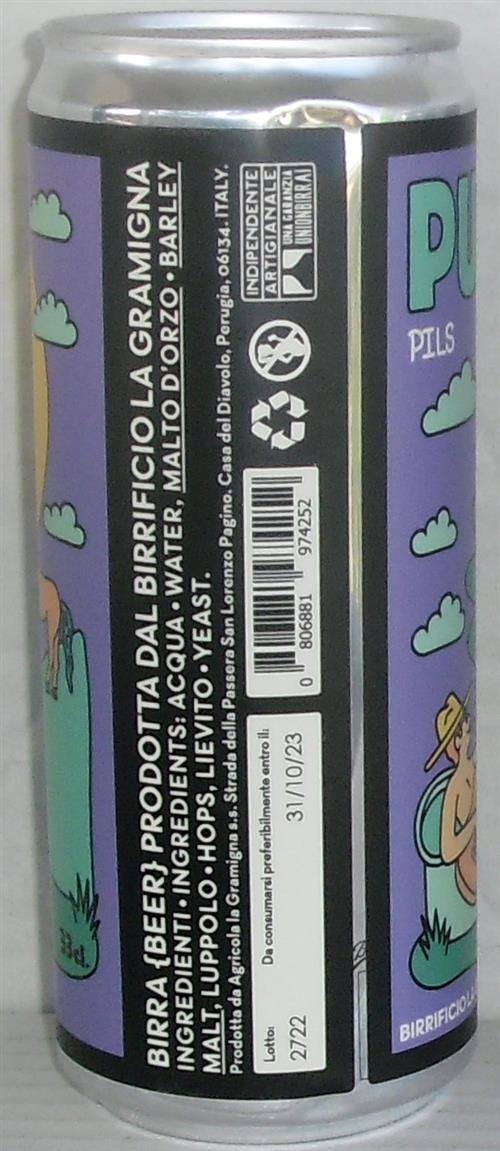 BIRRA {BEER} PRODOTTA DAL BIRRIFICIO LA GRAMIGNA
INGREDIENTI • INGREDIENTS: ACQUA • WATER, MALTO D'ORZO • BARLEY
MALT, LUPPOLO • HOPS, LIEVITO • YEAST.
Prodotta da Agricola la Gramigna s.s. Strada della Passera San Lorenzo Pagino. Casa del Diavolo, Perugia, 06134. ITALY.
Lotto:
2722
Da consumarsi preferibilmente entro il:
31/10/23
0 806881 974252
INDIPENDENTE
ARTIGIANALE
UNA GARANZIA
UNIONBIRRAI
33 cl.
PU
PILS
BIRRIFICIO LA